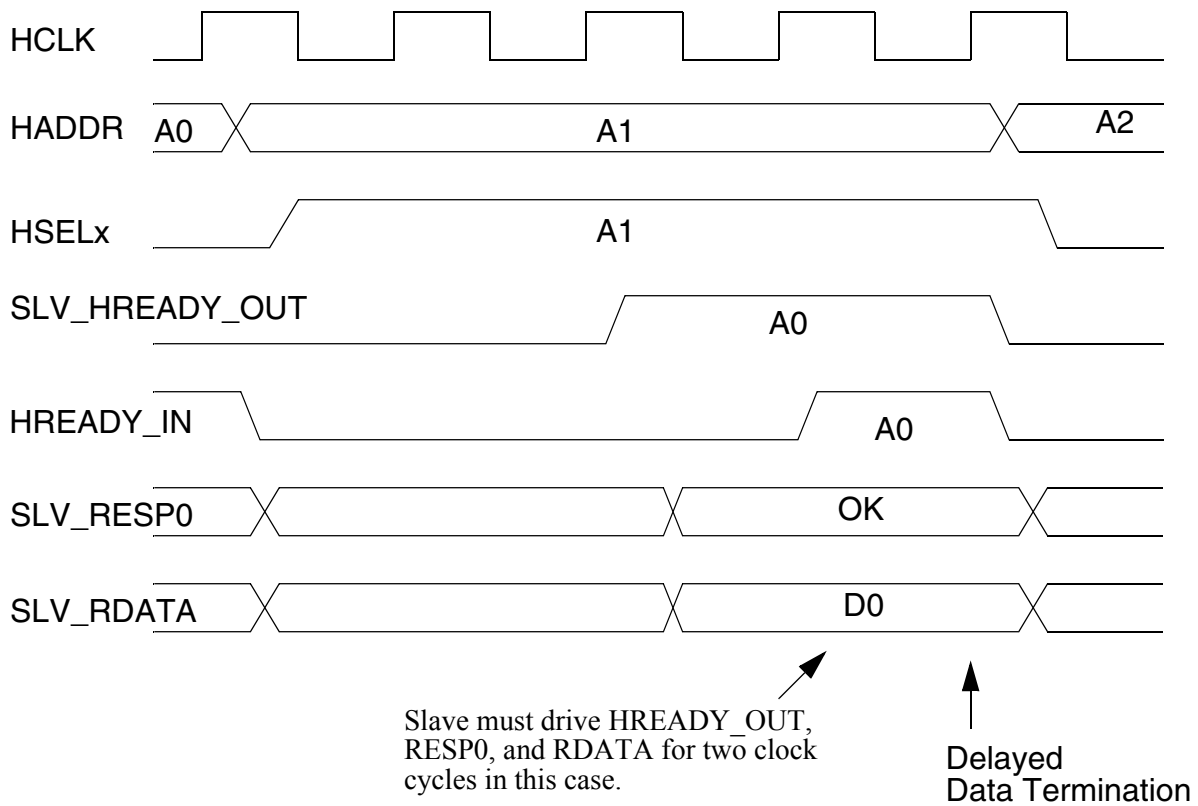 HCLK
HADDR A0 A1 A2
HSELx A1
SLV_HREADY_OUT A0
HREADY_IN A0
SLV_RESP0 OK
SLV_RDATA D0
Slave must drive HREADY_OUT,
RESP0, and RDATA for two clock
cycles in this case.
Delayed
Data Termination